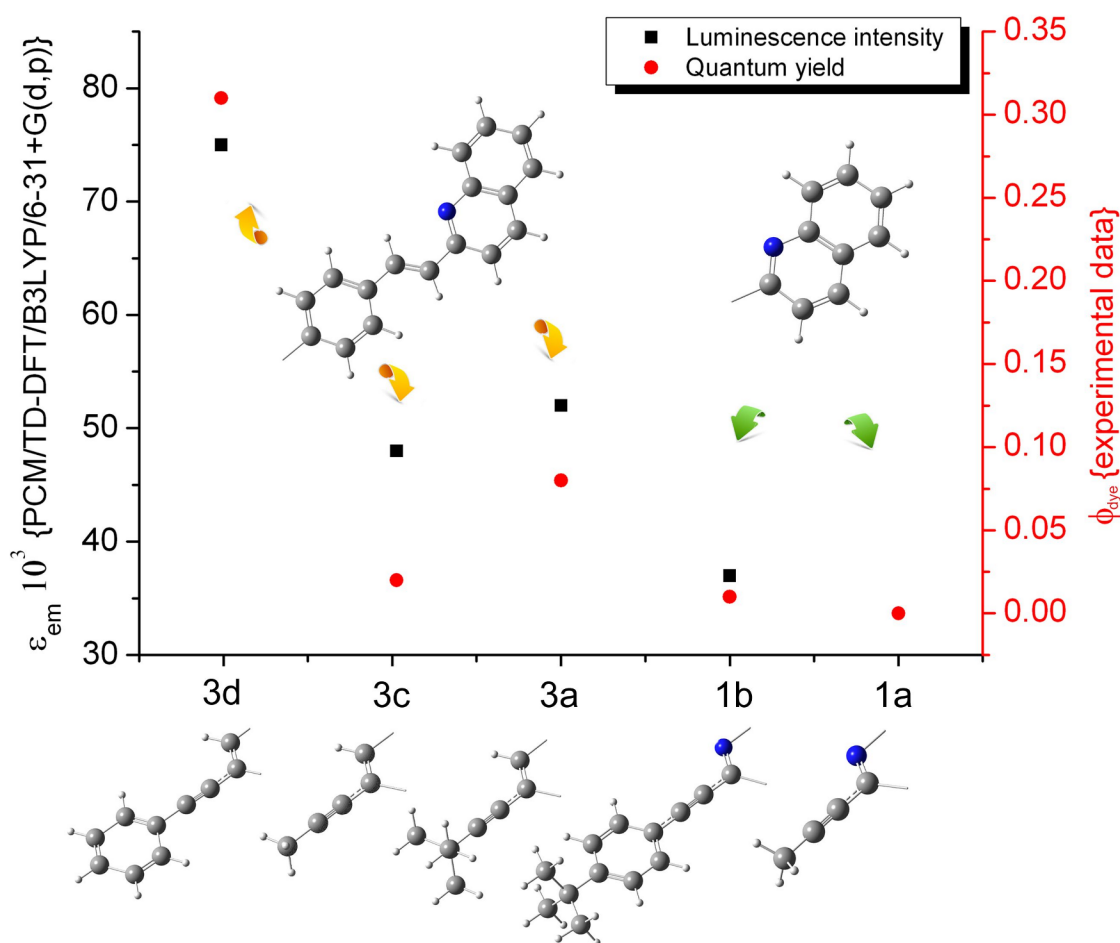 Luminescence intensity
Quantum yield
ε_em 10³ {PCM/TD-DFT/B3LYP/6-31+G(d,p)}
80
70
60
50
40
30
0.35
0.30
0.25
0.20
0.15
0.10
0.05
0.00
ϕ_dye {experimental data}
3d 3c 3a 1b 1a